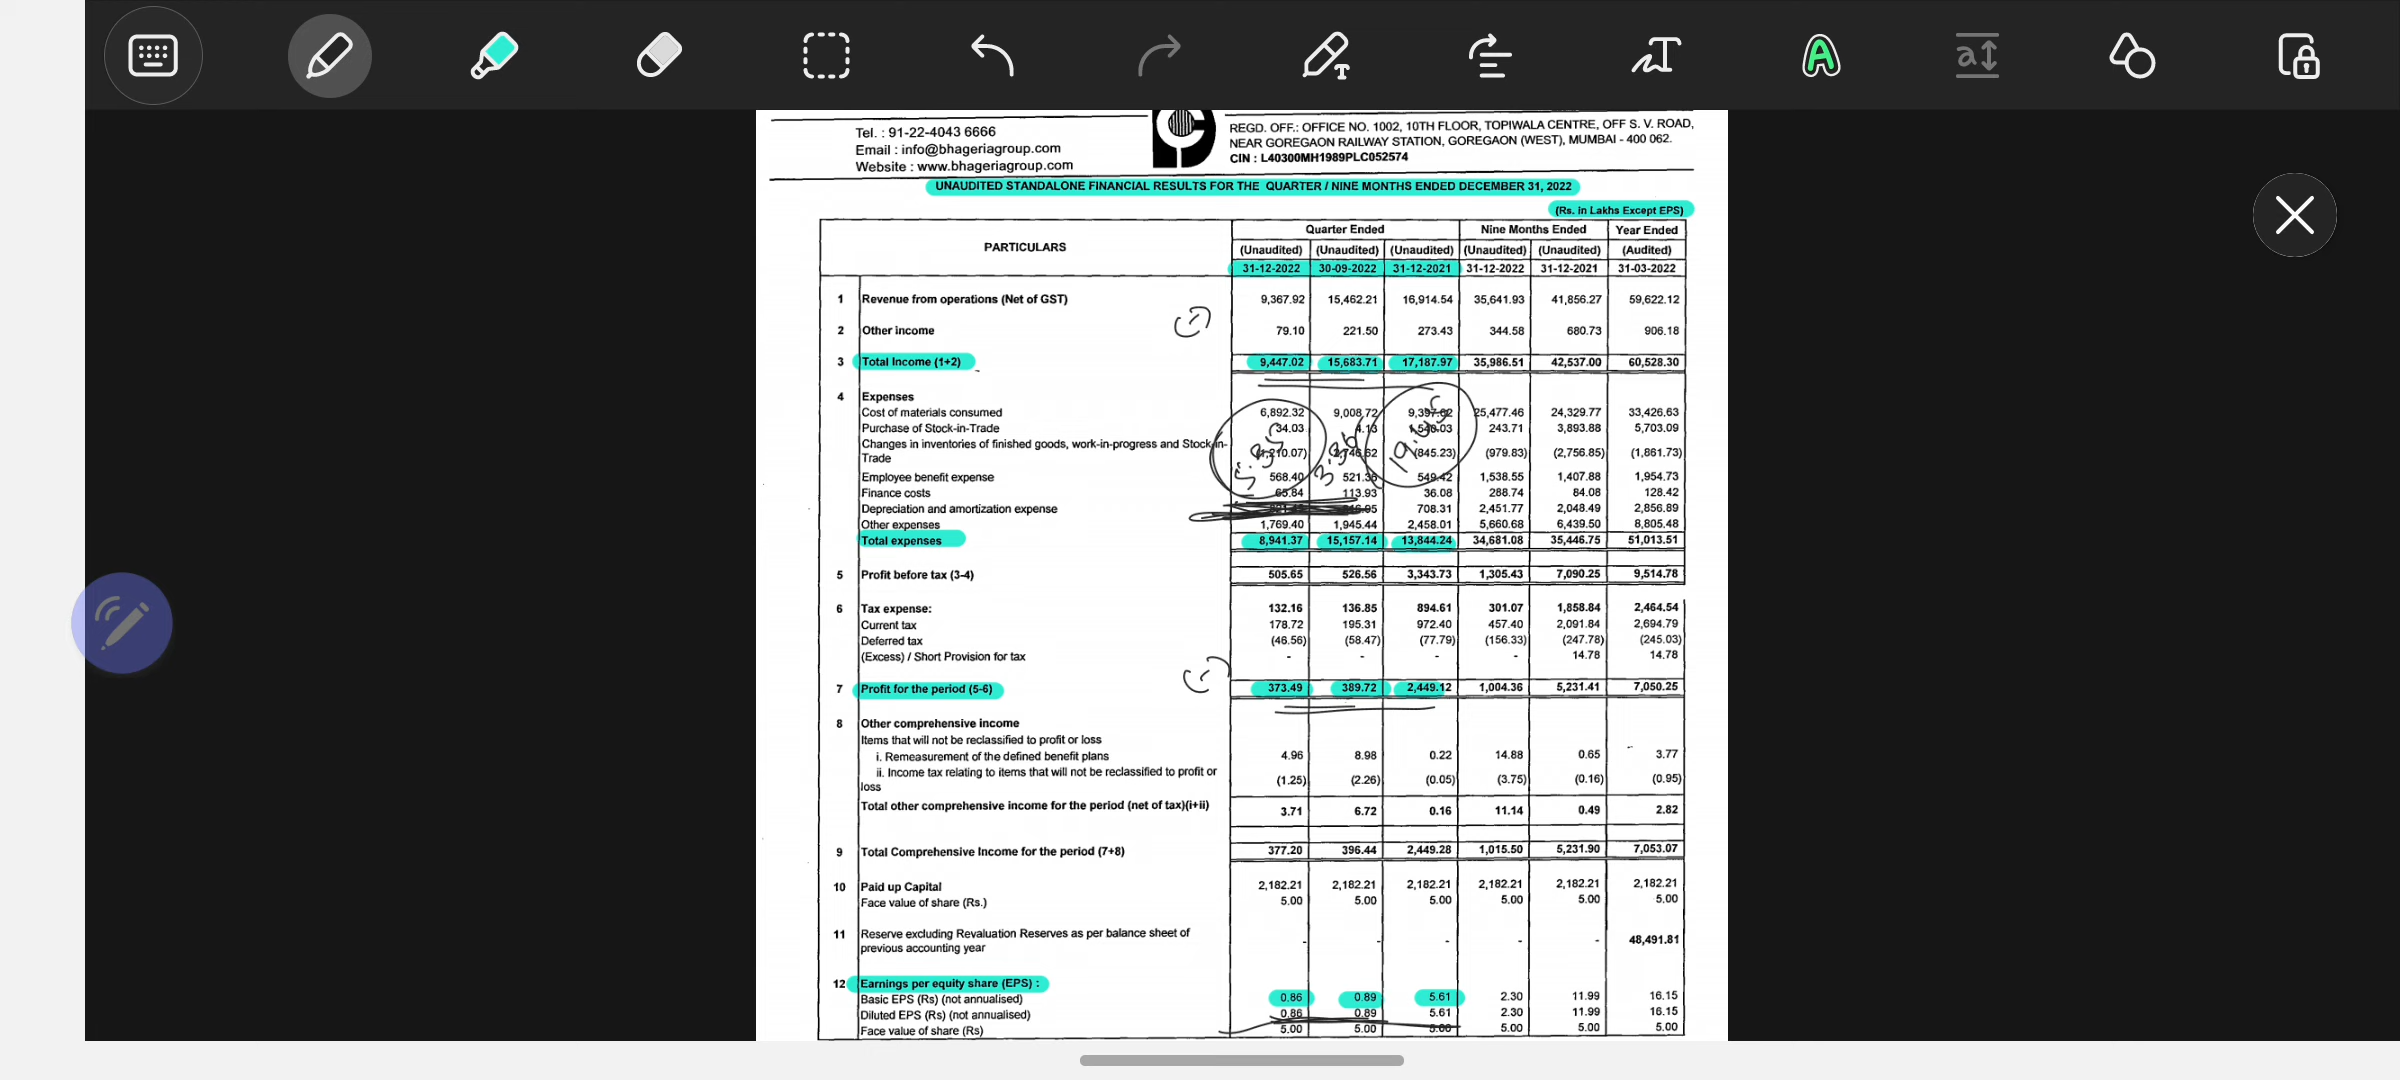 Tel. : 91-22-4043 6666
Email : info@bhageriagroup.com
Website : www.bhageriagroup.com
REGD. OFF.: OFFICE NO. 1002, 10TH FLOOR, TOPIWALA CENTRE, OFF S. V. ROAD,
NEAR GOREGAON RAILWAY STATION, GOREGAON (WEST), MUMBAI - 400 062.
CIN : L40300MH1989PLC052574
UNAUDITED STANDALONE FINANCIAL RESULTS FOR THE QUARTER / NINE MONTHS ENDED DECEMBER 31, 2022
(Rs. in Lakhs Except EPS)
PARTICULARS Quarter Ended Nine Months Ended Year Ended
(Unaudited) (Unaudited) (Unaudited) (Unaudited) (Unaudited) (Audited)
31-12-2022 30-09-2022 31-12-2021 31-12-2022 31-12-2021 31-03-2022
1 Revenue from operations (Net of GST) 9,367.92 15,462.21 16,914.54 35,641.93 41,856.27 59,622.12
2 Other income 79.10 221.50 273.43 344.58 680.73 906.18
3 Total Income (1+2) 9,447.02 15,683.71 17,187.97 35,986.51 42,537.00 60,528.30
4 Expenses
Cost of materials consumed 6,892.32 9,008.72 9,397.62 25,477.46 24,329.77 33,426.63
Purchase of Stock-in-Trade 34.03 4.13 1,540.03 243.71 3,893.88 5,703.09
Changes in inventories of finished goods, work-in-progress and Stock-in-
Trade (845.23) (979.83) (2,756.85) (1,861.73)
Employee benefit expense 568.40 549.42 1,538.55 1,407.88 1,954.73
Finance costs 65.84 113.93 36.08 288.74 84.08 128.42
Depreciation and amortization expense 708.31 2,451.77 2,048.49 2,856.89
Other expenses 1,769.40 1,945.44 2,458.01 5,660.68 6,439.50 8,805.48
Total expenses 8,941.37 15,157.14 13,844.24 34,681.08 35,446.75 51,013.51
5 Profit before tax (3-4) 505.65 526.56 3,343.73 1,305.43 7,090.25 9,514.78
6 Tax expense: 132.16 136.85 894.61 301.07 1,858.84 2,464.54
Current tax 178.72 195.31 972.40 457.40 2,091.84 2,694.79
Deferred tax (46.56) (58.47) (77.79) (156.33) (247.78) (245.03)
(Excess) / Short Provision for tax - - - - 14.78 14.78
7 Profit for the period (5-6) 373.49 389.72 2,449.12 1,004.36 5,231.41 7,050.25
8 Other comprehensive income
Items that will not be reclassified to profit or loss
i. Remeasurement of the defined benefit plans 4.96 8.98 0.22 14.88 0.65 3.77
ii. Income tax relating to items that will not be reclassified to profit or
loss (1.25) (2.26) (0.05) (3.75) (0.16) (0.95)
Total other comprehensive income for the period (net of tax)(i+ii) 3.71 6.72 0.16 11.14 0.49 2.82
9 Total Comprehensive Income for the period (7+8) 377.20 396.44 2,449.28 1,015.50 5,231.90 7,053.07
10 Paid up Capital 2,182.21 2,182.21 2,182.21 2,182.21 2,182.21 2,182.21
Face value of share (Rs.) 5.00 5.00 5.00 5.00 5.00 5.00
11 Reserve excluding Revaluation Reserves as per balance sheet of
previous accounting year - - - - - 48,491.81
12 Earnings per equity share (EPS) :
Basic EPS (Rs) (not annualised) 0.86 0.89 5.61 2.30 11.99 16.15
Diluted EPS (Rs) (not annualised) 0.86 0.89 5.61 2.30 11.99 16.15
Face value of share (Rs) 5.00 5.00 5.00 5.00 5.00 5.00